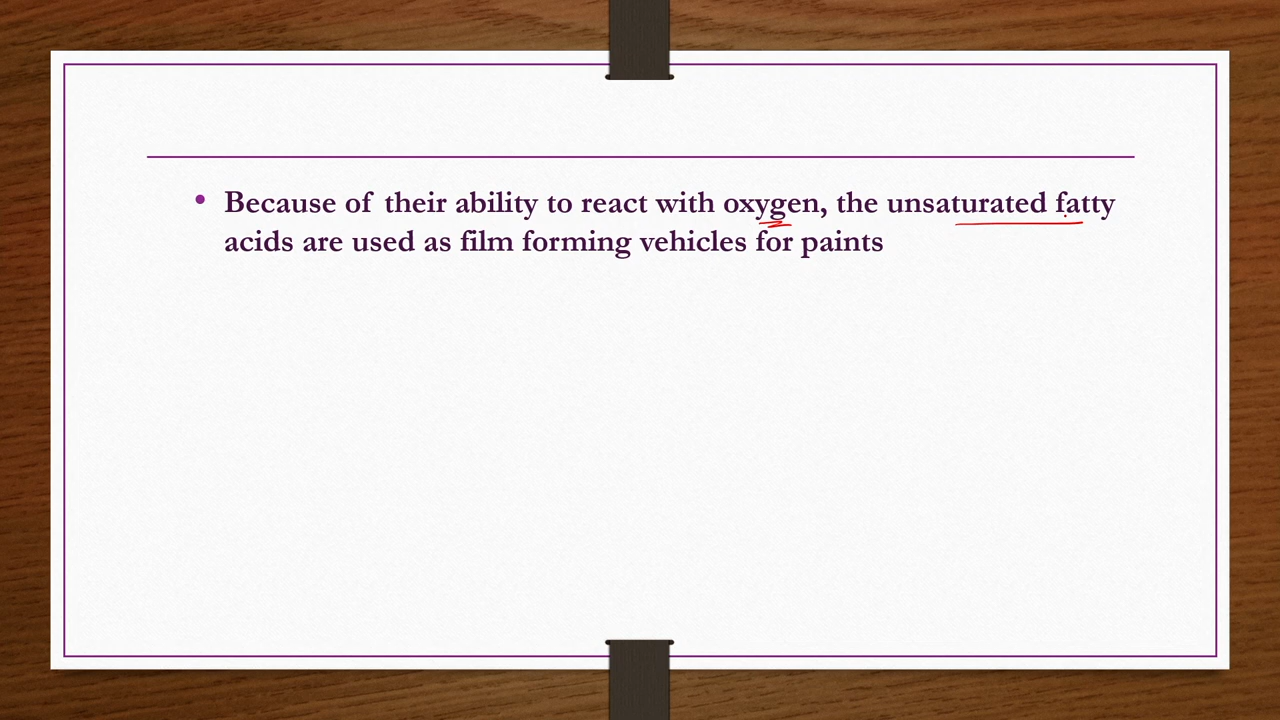 • Because of their ability to react with oxygen, the unsaturated fatty
acids are used as film forming vehicles for paints